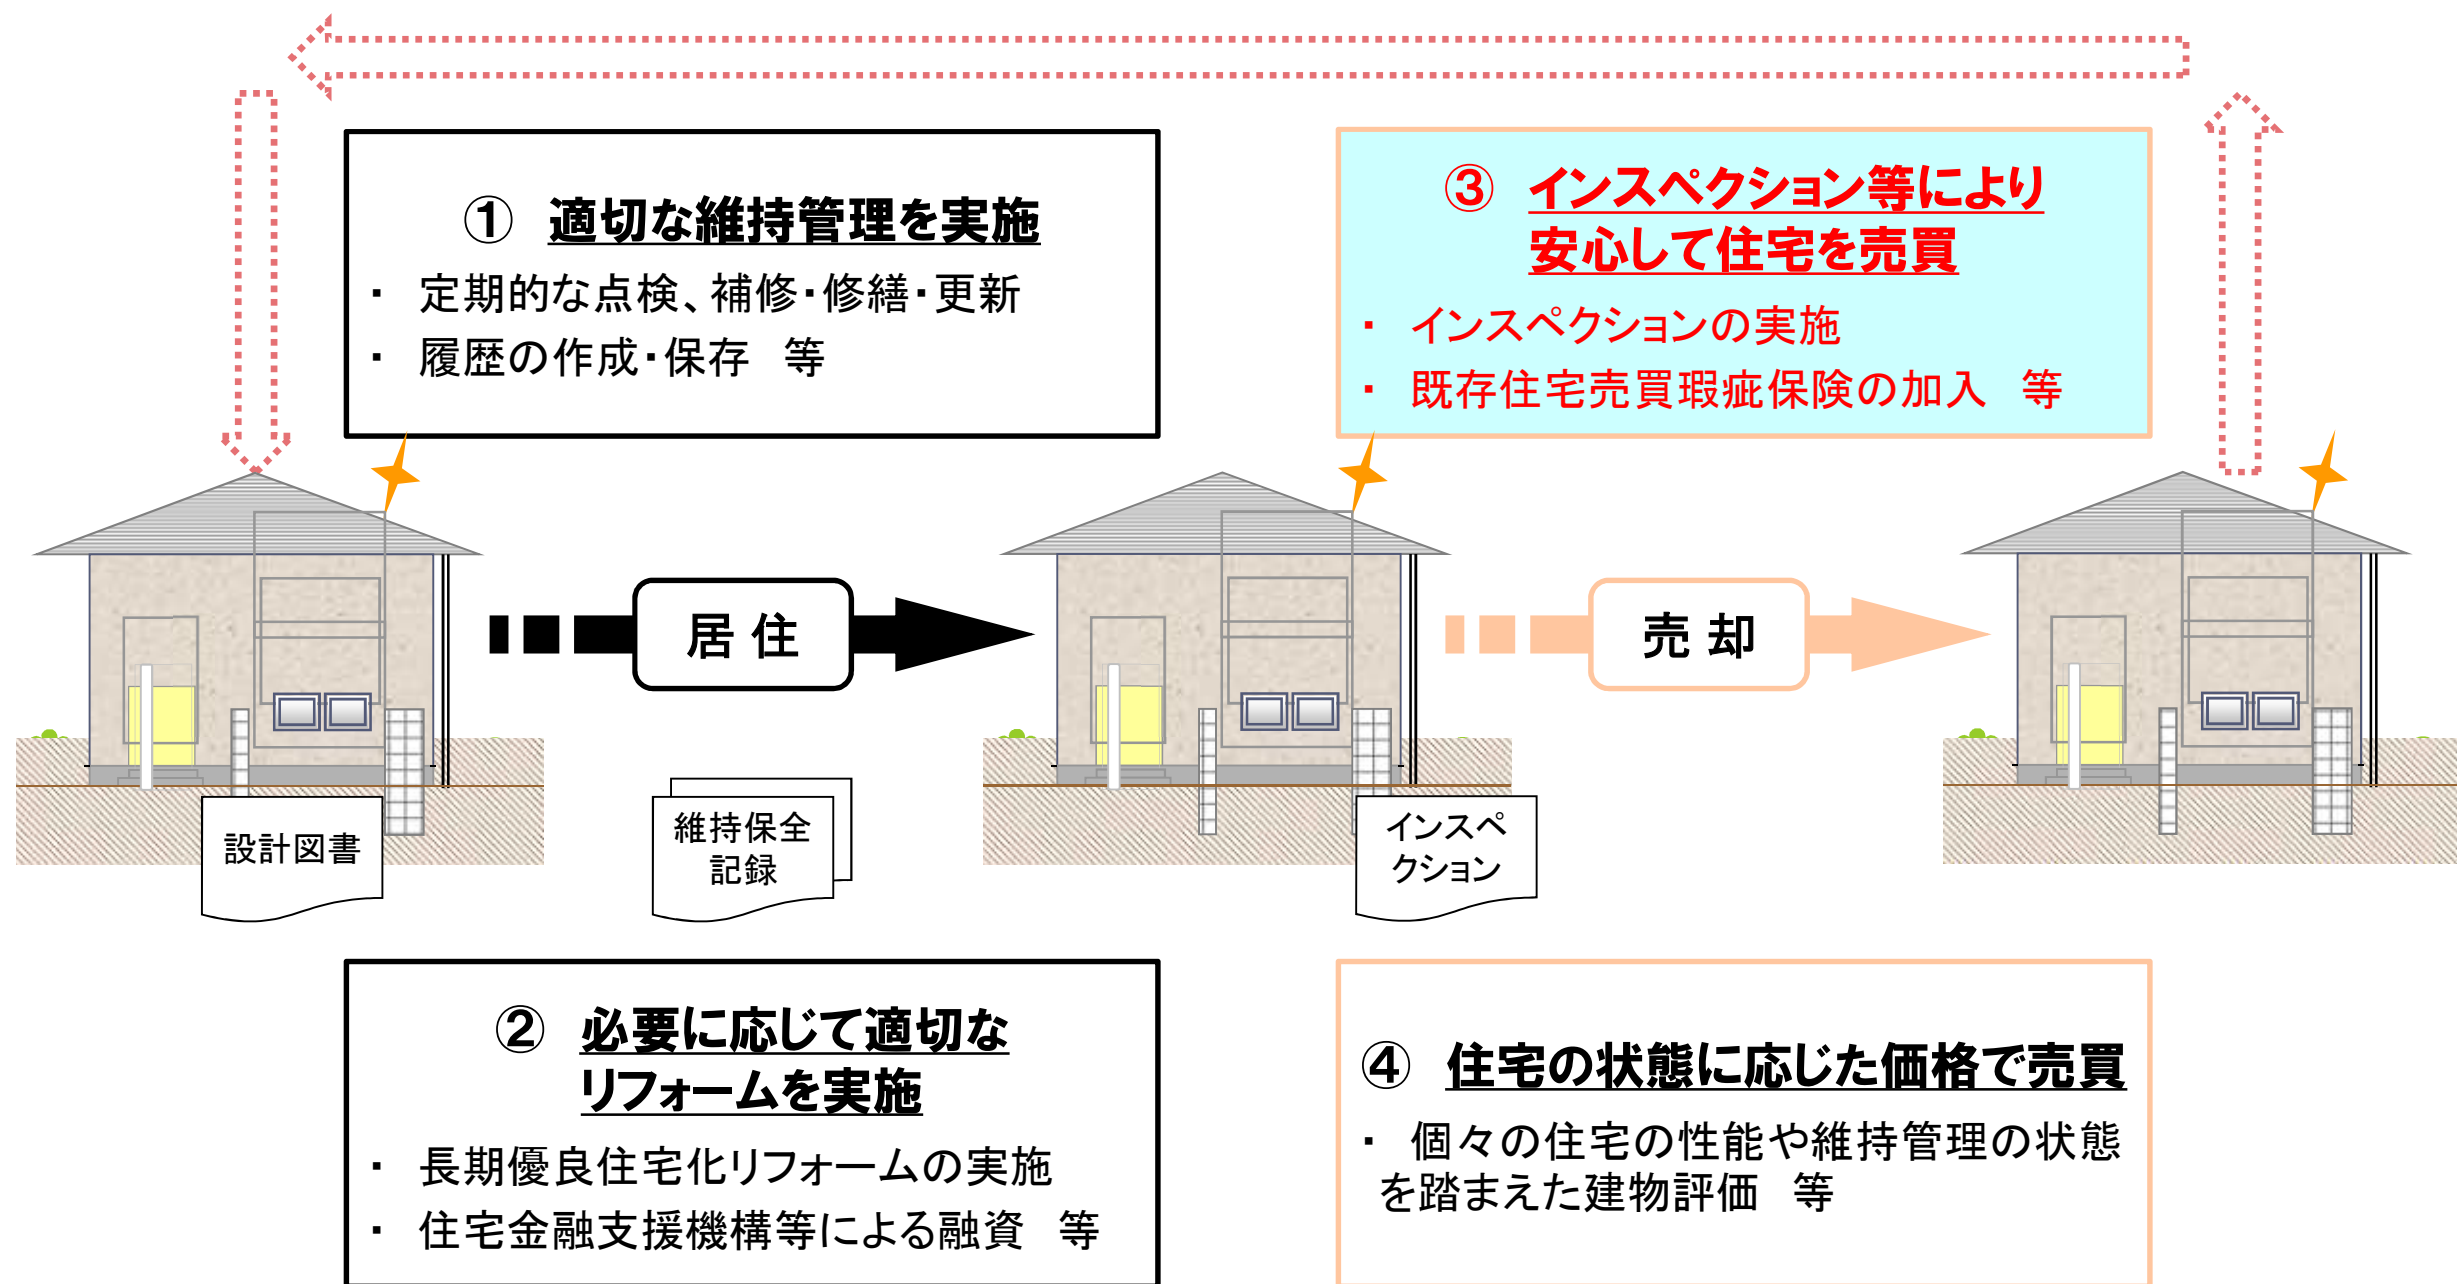 ① 適切な維持管理を実施
・ 定期的な点検、補修・修繕・更新
・ 履歴の作成・保存 等
③ インスペクション等により
安心して住宅を売買
・ インスペクションの実施
・ 既存住宅売買瑕疵保険の加入 等
居 住
売 却
設計図書
維持保全
記録
インスペ
クション
② 必要に応じて適切な
リフォームを実施
・ 長期優良住宅化リフォームの実施
・ 住宅金融支援機構等による融資 等
④ 住宅の状態に応じた価格で売買
・ 個々の住宅の性能や維持管理の状態
を踏まえた建物評価 等